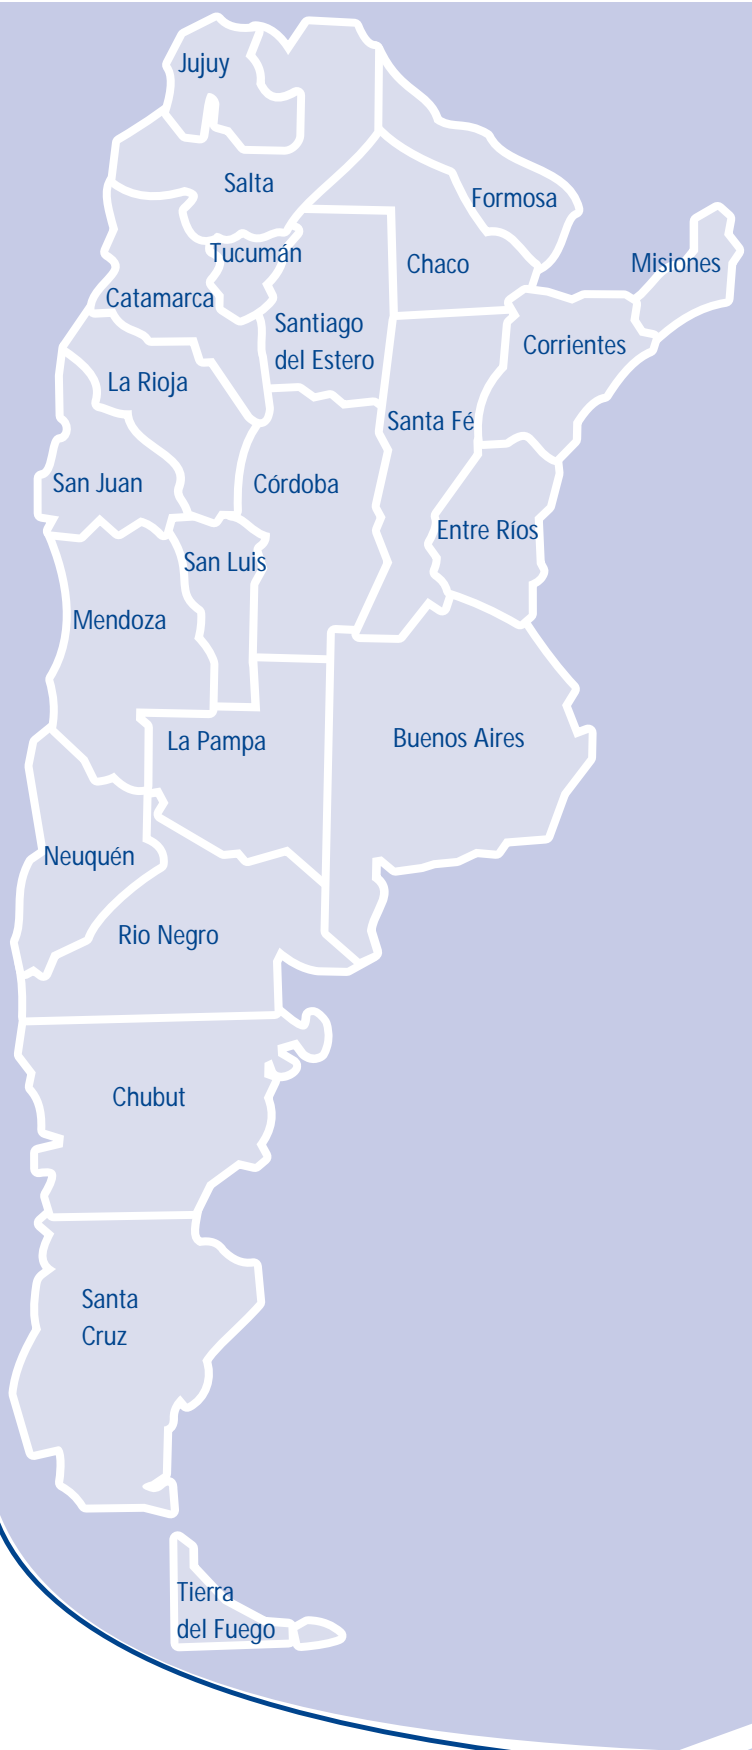 Jujuy
Salta
Formosa
Tucumán
Chaco
Misiones
Catamarca
Santiago
del Estero
Corrientes
La Rioja
Santa Fé
San Juan
Córdoba
Entre Ríos
San Luis
Mendoza
La Pampa
Buenos Aires
Neuquén
Rio Negro
Chubut
Santa
Cruz
Tierra
del Fuego